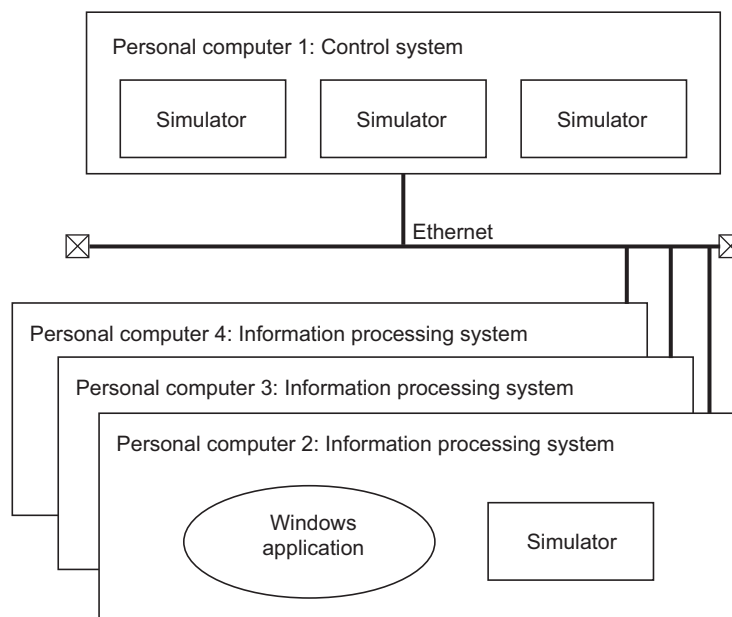 Personal computer 1: Control system
Simulator
Simulator
Simulator
Ethernet
Personal computer 4: Information processing system
Personal computer 3: Information processing system
Personal computer 2: Information processing system
Windows
application
Simulator